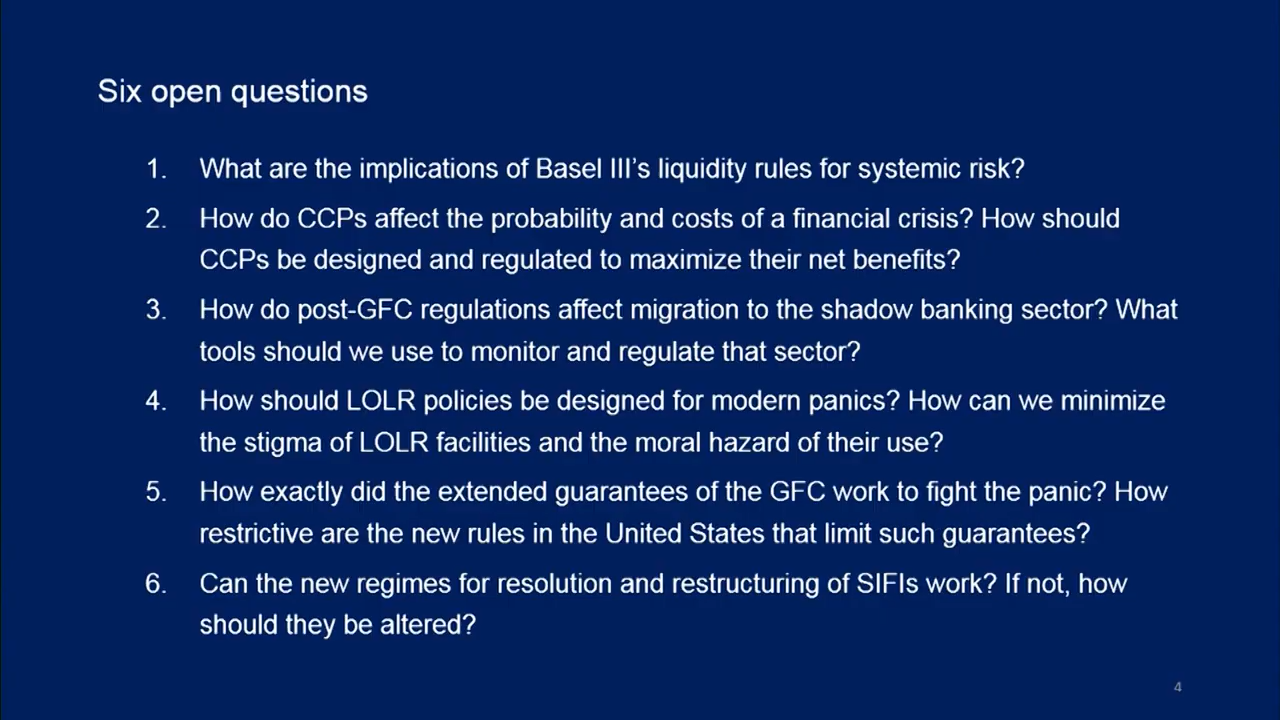 Six open questions
1. What are the implications of Basel III’s liquidity rules for systemic risk?
2. How do CCPs affect the probability and costs of a financial crisis? How should
CCPs be designed and regulated to maximize their net benefits?
3. How do post-GFC regulations affect migration to the shadow banking sector? What
tools should we use to monitor and regulate that sector?
4. How should LOLR policies be designed for modern panics? How can we minimize
the stigma of LOLR facilities and the moral hazard of their use?
5. How exactly did the extended guarantees of the GFC work to fight the panic? How
restrictive are the new rules in the United States that limit such guarantees?
6. Can the new regimes for resolution and restructuring of SIFIs work? If not, how
should they be altered?
4